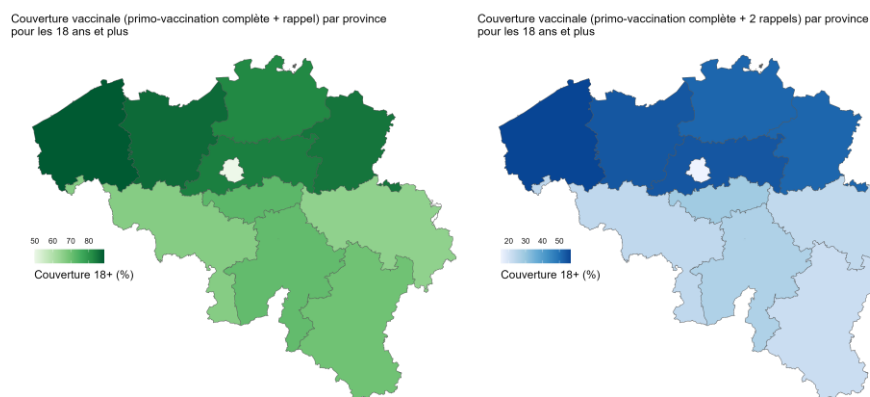 Couverture vaccinale (primo-vaccination complète + rappel) par province
pour les 18 ans et plus
50 60 70 80
Couverture 18+ (%)
Couverture vaccinale (primo-vaccination complète + 2 rappels) par province
pour les 18 ans et plus
20 30 40 50
Couverture 18+ (%)